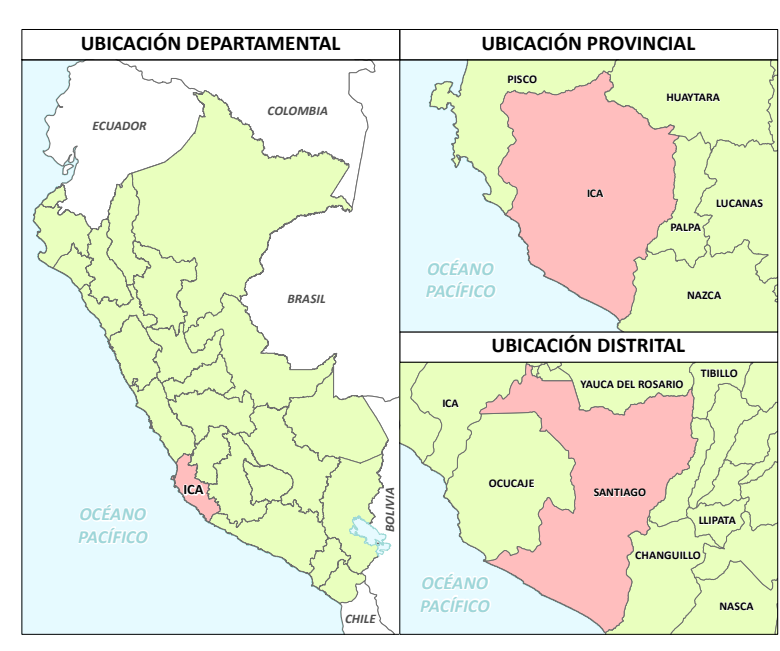 UBICACIÓN DEPARTAMENTAL
ECUADOR
COLOMBIA
BRASIL
ICA
OCÉANO
PACÍFICO
BOLIVIA
CHILE
UBICACIÓN PROVINCIAL
PISCO
HUAYTARA
ICA
LUCANAS
PALPA
OCÉANO
PACÍFICO
NAZCA
UBICACIÓN DISTRITAL
TIBILLO
YAUCA DEL ROSARIO
ICA
OCUCAJE
SANTIAGO
LLIPATA
CHANGUILLO
OCÉANO
PACÍFICO
NASCA